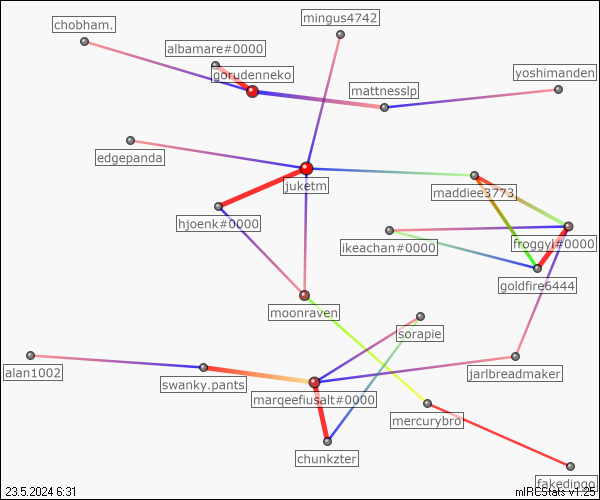 mingus4742
chobham.
albamare#0000
gorudenneko
yoshimanden
mattnesslp
edgepanda
juketm
maddiee3773
hjoenk#0000
ikeachan#0000
froggyl#0000
goldfire6444
moonraven
sorapie
alan1002
swanky.pants
jarlbreadmaker
marqeefiusalt#0000
mercurybro
chunkzter
fakedingo
23.5.2024 6:31
mIRCStats v1.25